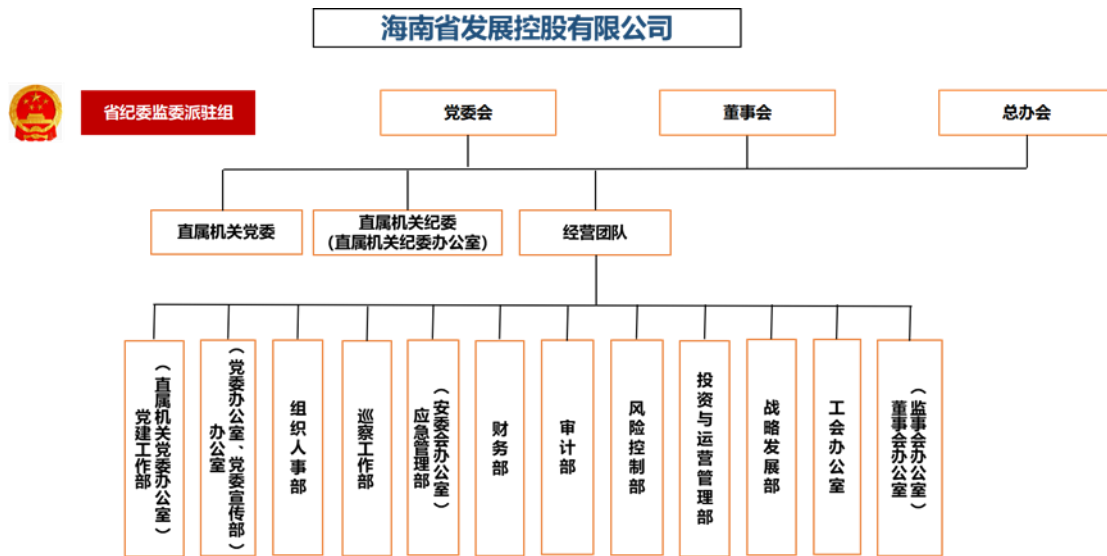 海南省发展控股有限公司
省纪委监委派驻组
党委会
董事会
总办会
直属机关党委
直属机关纪委
(直属机关纪委办公室)
经营团队
党建工作部
(直属机关党委办公室)
办公室
(党委办公室、党委宣传部)
组织人事部
巡察工作部
应急管理部
(安委会办公室)
财务部
审计部
风险控制部
投资与运营管理部
战略发展部
工会办公室
董事会办公室
(监事会办公室)